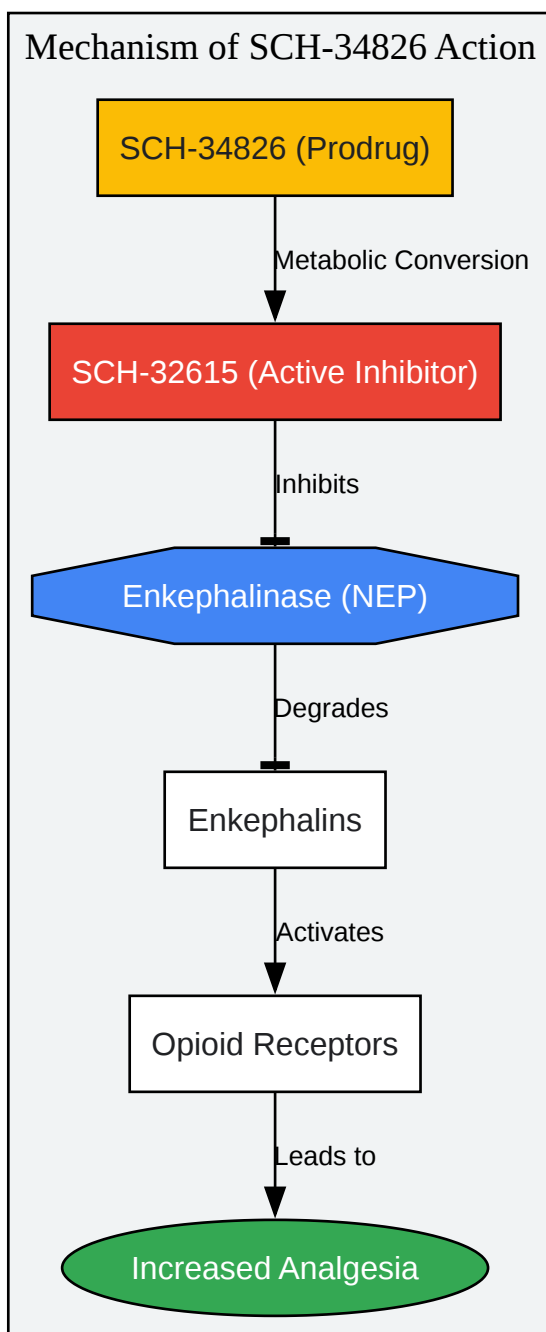 Mechanism of SCH-34826 Action
SCH-34826 (Prodrug)
Metabolic Conversion
SCH-32615 (Active Inhibitor)
Inhibits
Enkephalinase (NEP)
Degrades
Enkephalins
Activates
Opioid Receptors
Leads to
Increased Analgesia